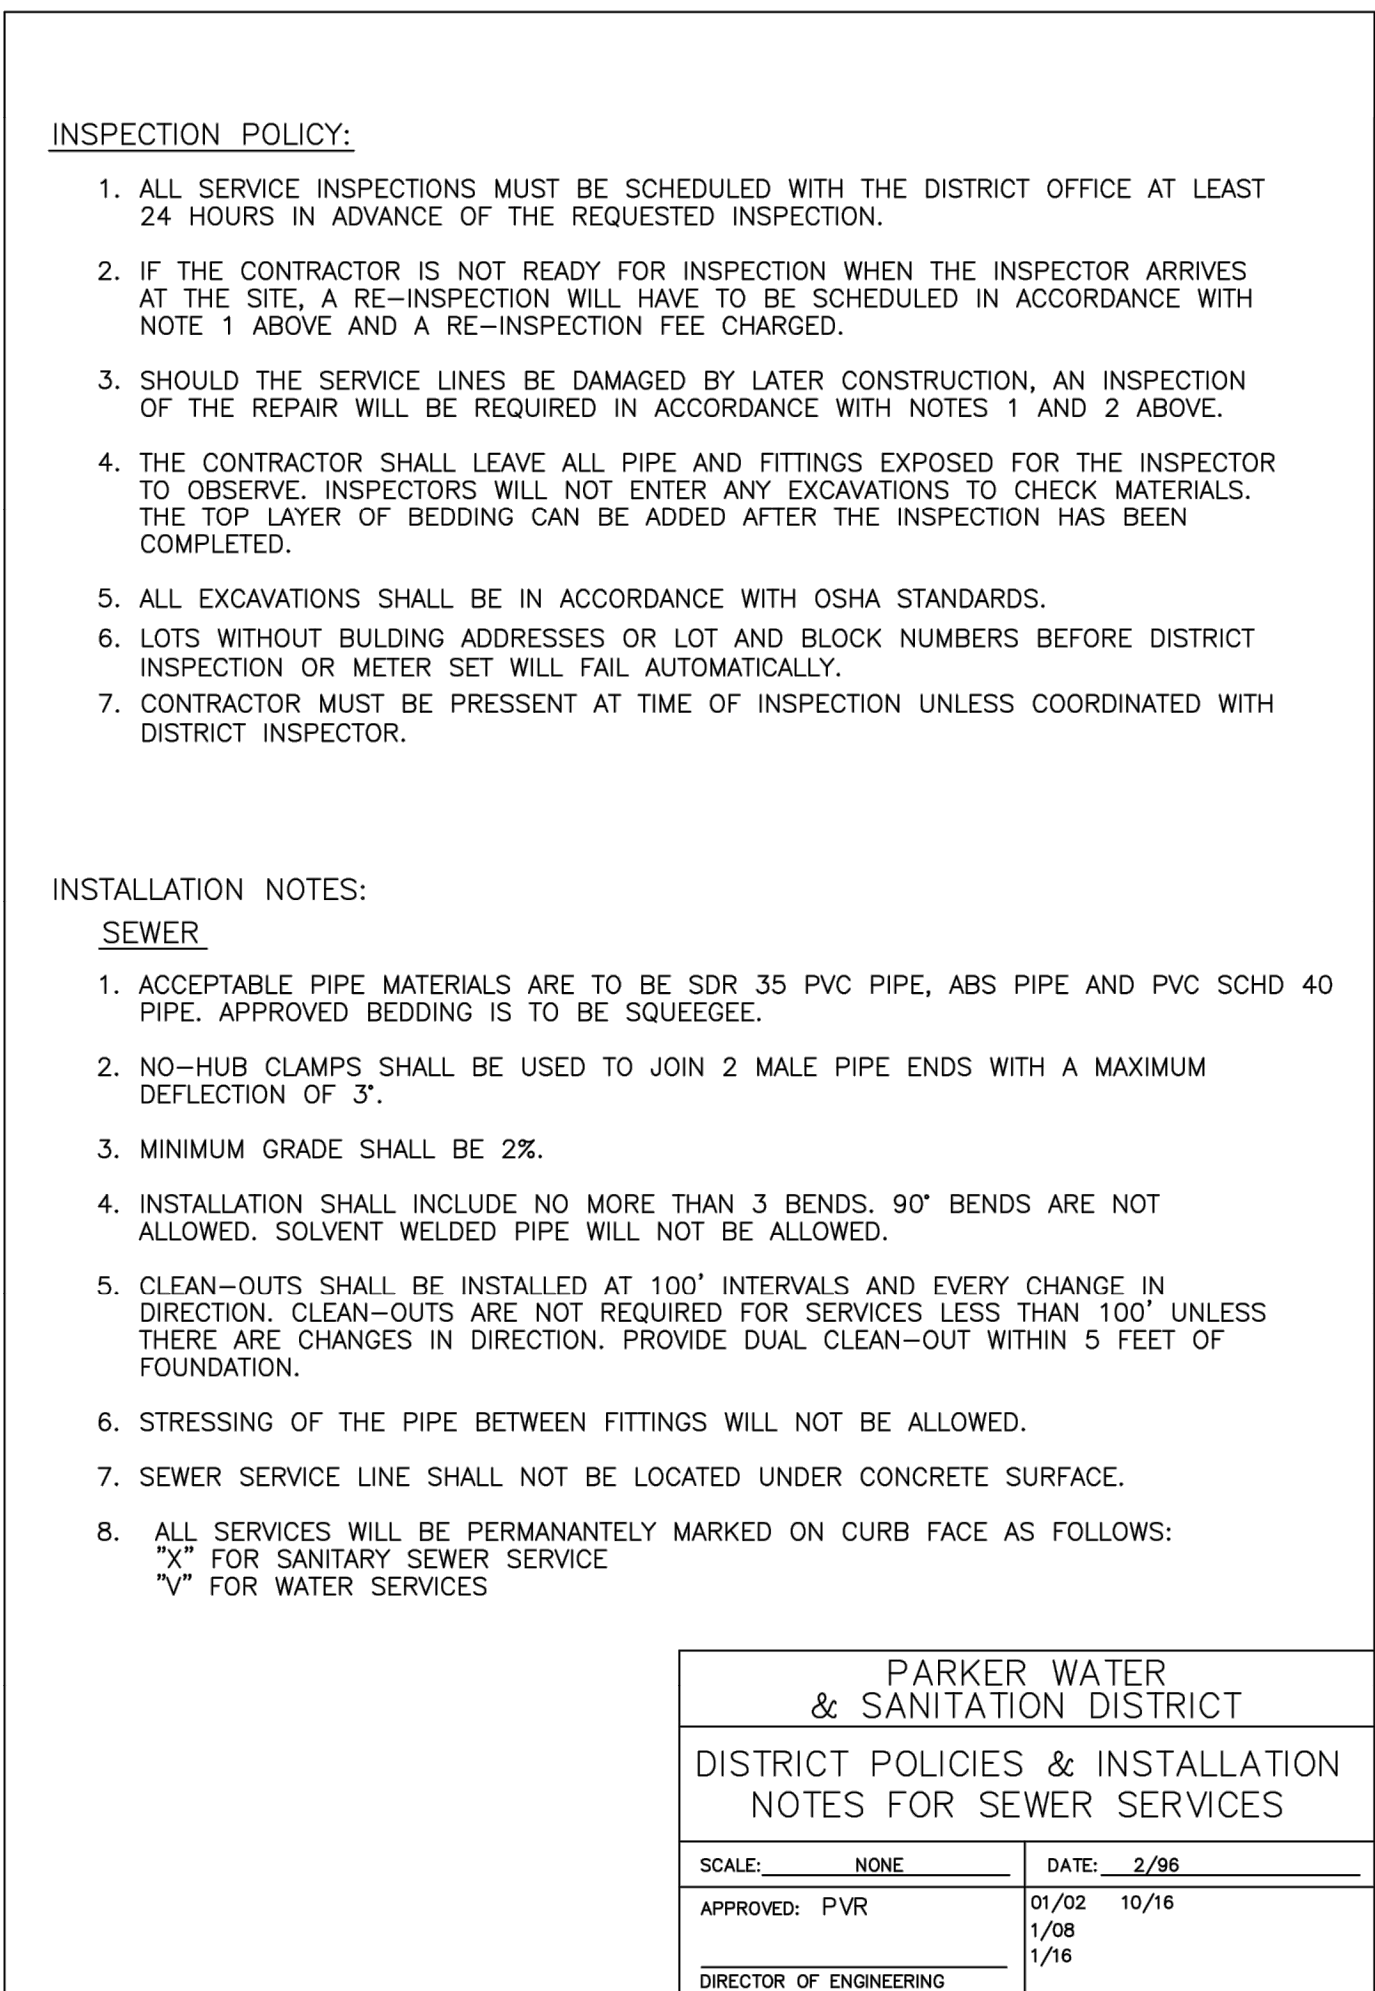 INSPECTION POLICY:
1. ALL SERVICE INSPECTIONS MUST BE SCHEDULED WITH THE DISTRICT OFFICE AT LEAST
24 HOURS IN ADVANCE OF THE REQUESTED INSPECTION.
2. IF THE CONTRACTOR IS NOT READY FOR INSPECTION WHEN THE INSPECTOR ARRIVES
AT THE SITE, A RE-INSPECTION WILL HAVE TO BE SCHEDULED IN ACCORDANCE WITH
NOTE 1 ABOVE AND A RE-INSPECTION FEE CHARGED.
3. SHOULD THE SERVICE LINES BE DAMAGED BY LATER CONSTRUCTION, AN INSPECTION
OF THE REPAIR WILL BE REQUIRED IN ACCORDANCE WITH NOTES 1 AND 2 ABOVE.
4. THE CONTRACTOR SHALL LEAVE ALL PIPE AND FITTINGS EXPOSED FOR THE INSPECTOR
TO OBSERVE. INSPECTORS WILL NOT ENTER ANY EXCAVATIONS TO CHECK MATERIALS.
THE TOP LAYER OF BEDDING CAN BE ADDED AFTER THE INSPECTION HAS BEEN
COMPLETED.
5. ALL EXCAVATIONS SHALL BE IN ACCORDANCE WITH OSHA STANDARDS.
6. LOTS WITHOUT BULDING ADDRESSES OR LOT AND BLOCK NUMBERS BEFORE DISTRICT
INSPECTION OR METER SET WILL FAIL AUTOMATICALLY.
7. CONTRACTOR MUST BE PRESSENT AT TIME OF INSPECTION UNLESS COORDINATED WITH
DISTRICT INSPECTOR.
INSTALLATION NOTES:
SEWER
1. ACCEPTABLE PIPE MATERIALS ARE TO BE SDR 35 PVC PIPE, ABS PIPE AND PVC SCHD 40
PIPE. APPROVED BEDDING IS TO BE SQUEEGEE.
2. NO-HUB CLAMPS SHALL BE USED TO JOIN 2 MALE PIPE ENDS WITH A MAXIMUM
DEFLECTION OF 3°.
3. MINIMUM GRADE SHALL BE 2%.
4. INSTALLATION SHALL INCLUDE NO MORE THAN 3 BENDS. 90° BENDS ARE NOT
ALLOWED. SOLVENT WELDED PIPE WILL NOT BE ALLOWED.
5. CLEAN-OUTS SHALL BE INSTALLED AT 100' INTERVALS AND EVERY CHANGE IN
DIRECTION. CLEAN-OUTS ARE NOT REQUIRED FOR SERVICES LESS THAN 100' UNLESS
THERE ARE CHANGES IN DIRECTION. PROVIDE DUAL CLEAN-OUT WITHIN 5 FEET OF
FOUNDATION.
6. STRESSING OF THE PIPE BETWEEN FITTINGS WILL NOT BE ALLOWED.
7. SEWER SERVICE LINE SHALL NOT BE LOCATED UNDER CONCRETE SURFACE.
8. ALL SERVICES WILL BE PERMANANTELY MARKED ON CURB FACE AS FOLLOWS:
"X" FOR SANITARY SEWER SERVICE
"V" FOR WATER SERVICES
PARKER WATER
& SANITATION DISTRICT
DISTRICT POLICIES & INSTALLATION
NOTES FOR SEWER SERVICES
SCALE: NONE
DATE: 2/96
APPROVED: PVR
01/02 10/16
1/08
1/16
DIRECTOR OF ENGINEERING